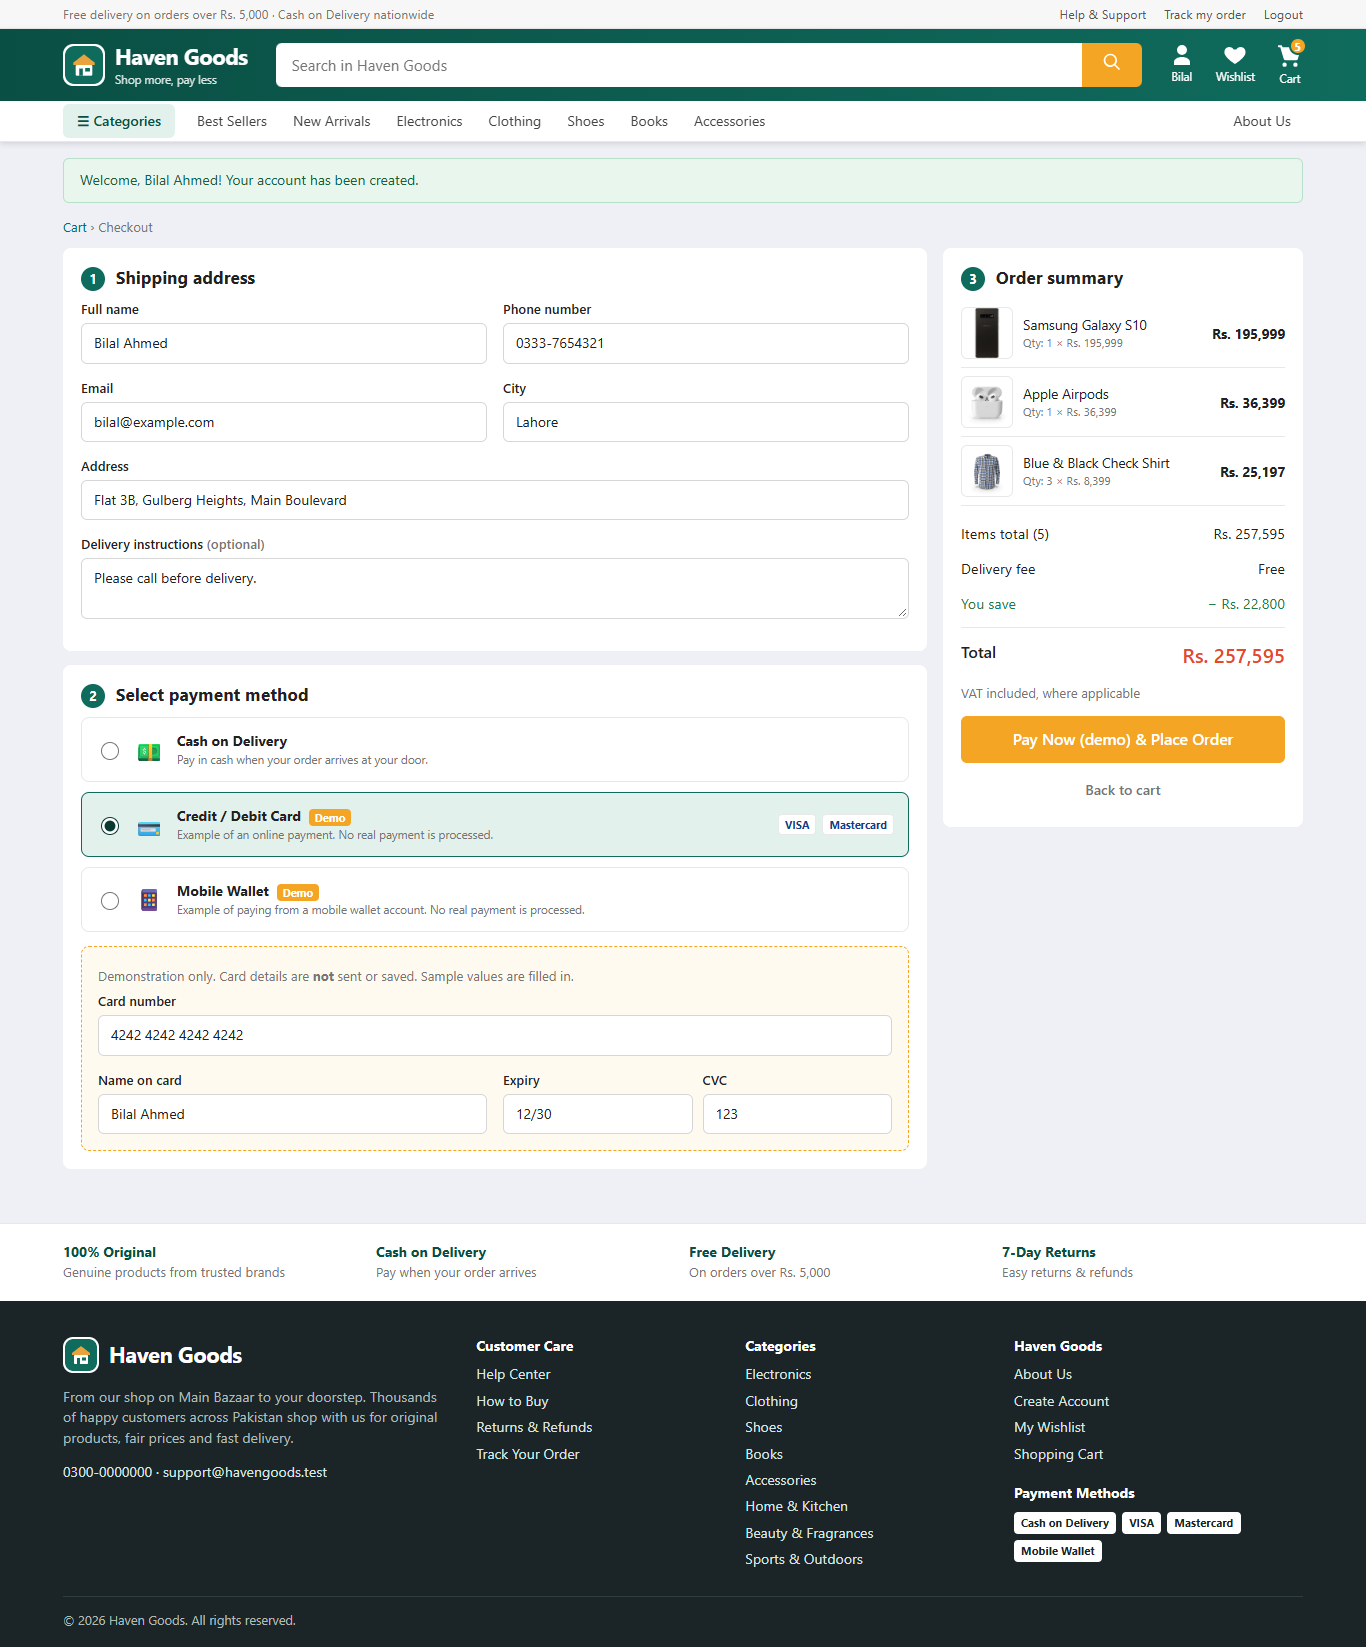 Free delivery on orders over Rs. 5,000 · Cash on Delivery nationwide
Help & Support Track my order Logout
Haven Goods
Shop more, pay less
Search in Haven Goods
Bilal
Wishlist
5
Cart
☰ Categories Best Sellers New Arrivals Electronics Clothing Shoes Books Accessories About Us
Welcome, Bilal Ahmed! Your account has been created.
Cart › Checkout
1 Shipping address
Full name
Bilal Ahmed
Phone number
0333-7654321
Email
bilal@example.com
City
Lahore
Address
Flat 3B, Gulberg Heights, Main Boulevard
Delivery instructions (optional)
Please call before delivery.
2 Select payment method
Cash on Delivery
Pay in cash when your order arrives at your door.
Credit / Debit Card Demo
Example of an online payment. No real payment is processed.
VISA Mastercard
Mobile Wallet Demo
Example of paying from a mobile wallet account. No real payment is processed.
Demonstration only. Card details are not sent or saved. Sample values are filled in.
Card number
4242 4242 4242 4242
Name on card
Bilal Ahmed
Expiry
12/30
CVC
123
3 Order summary
Samsung Galaxy S10
Qty: 1 × Rs. 195,999
Rs. 195,999
Apple Airpods
Qty: 1 × Rs. 36,399
Rs. 36,399
Blue & Black Check Shirt
Qty: 3 × Rs. 8,399
Rs. 25,197
Items total (5) Rs. 257,595
Delivery fee Free
You save − Rs. 22,800
Total Rs. 257,595
VAT included, where applicable
Pay Now (demo) & Place Order
Back to cart
100% Original
Genuine products from trusted brands
Cash on Delivery
Pay when your order arrives
Free Delivery
On orders over Rs. 5,000
7-Day Returns
Easy returns & refunds
Haven Goods
From our shop on Main Bazaar to your doorstep. Thousands
of happy customers across Pakistan shop with us for original
products, fair prices and fast delivery.
0300-0000000 · support@havengoods.test
Customer Care
Help Center
How to Buy
Returns & Refunds
Track Your Order
Categories
Electronics
Clothing
Shoes
Books
Accessories
Home & Kitchen
Beauty & Fragrances
Sports & Outdoors
Haven Goods
About Us
Create Account
My Wishlist
Shopping Cart
Payment Methods
Cash on Delivery VISA Mastercard
Mobile Wallet
© 2026 Haven Goods. All rights reserved.